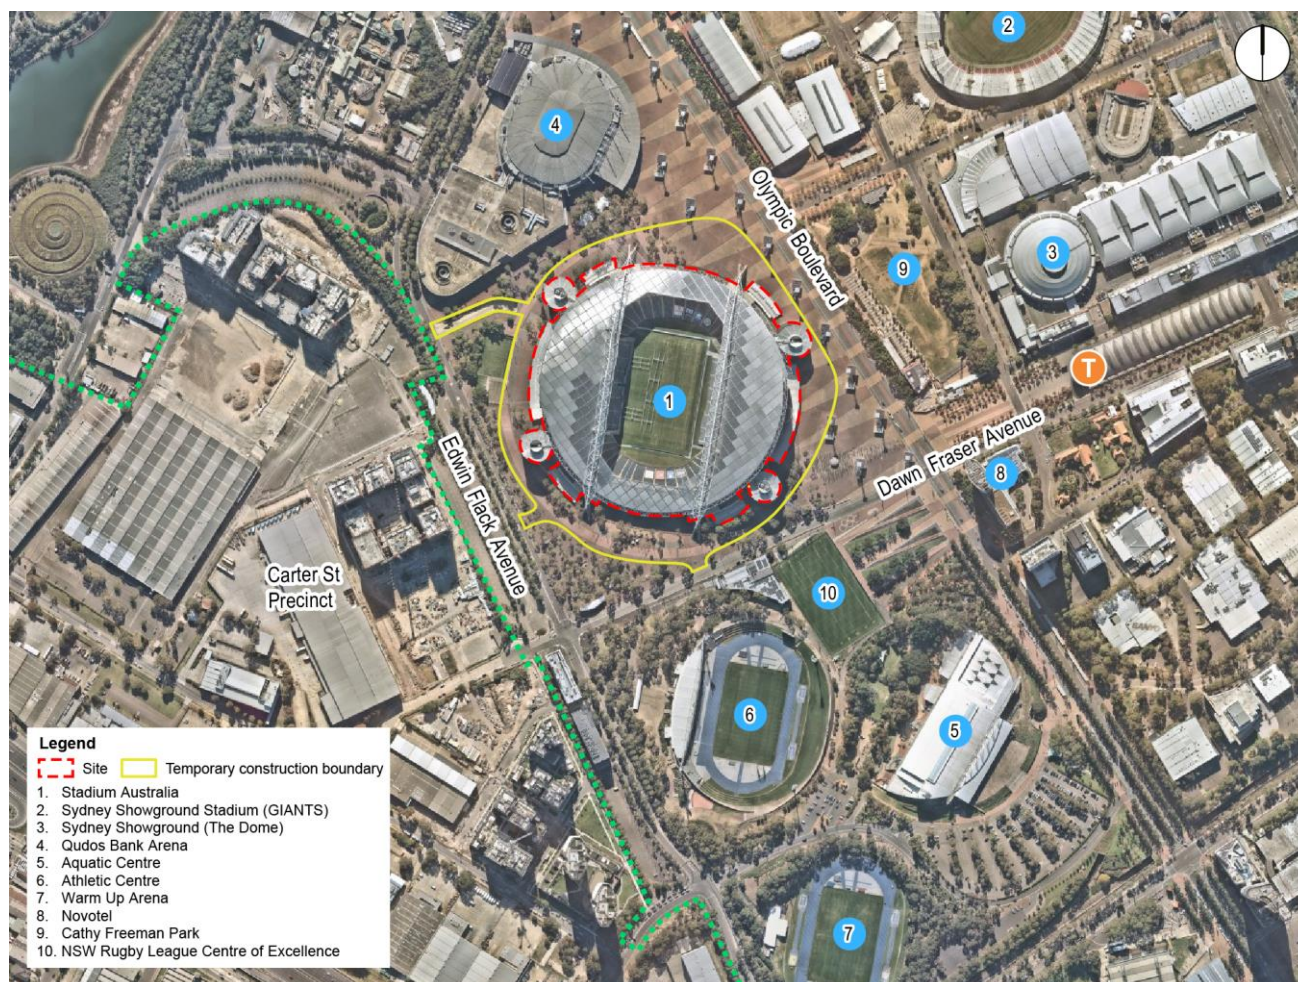 2
4
Olympic Boulevard
3
9
T
1
Dawn Fraser Avenue
8
Edwin Flack Avenue
Carter St
Precinct
10
6
5
7
Legend
Site
Temporary construction boundary
1. Stadium Australia
2. Sydney Showground Stadium (GIANTS)
3. Sydney Showground (The Dome)
4. Qudos Bank Arena
5. Aquatic Centre
6. Athletic Centre
7. Warm Up Arena
8. Novotel
9. Cathy Freeman Park
10. NSW Rugby League Centre of Excellence